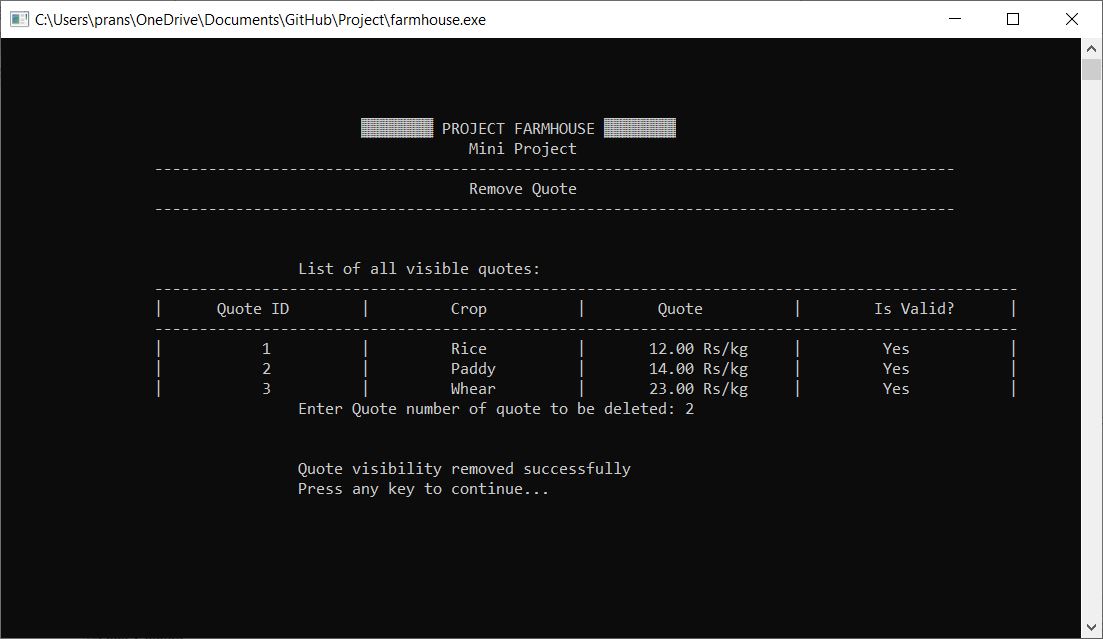 C:\Users\prans\OneDrive\Documents\GitHub\Project\farmhouse.exe
PROJECT FARMHOUSE
Mini Project
--------------------------------------------------------------------------------
Remove Quote
--------------------------------------------------------------------------------
List of all visible quotes:
--------------------------------------------------------------------------------
| Quote ID | Crop | Quote | Is Valid? |
--------------------------------------------------------------------------------
| 1 | Rice | 12.00 Rs/kg | Yes |
| 2 | Paddy | 14.00 Rs/kg | Yes |
| 3 | Whear | 23.00 Rs/kg | Yes |
Enter Quote number of quote to be deleted: 2
Quote visibility removed successfully
Press any key to continue...